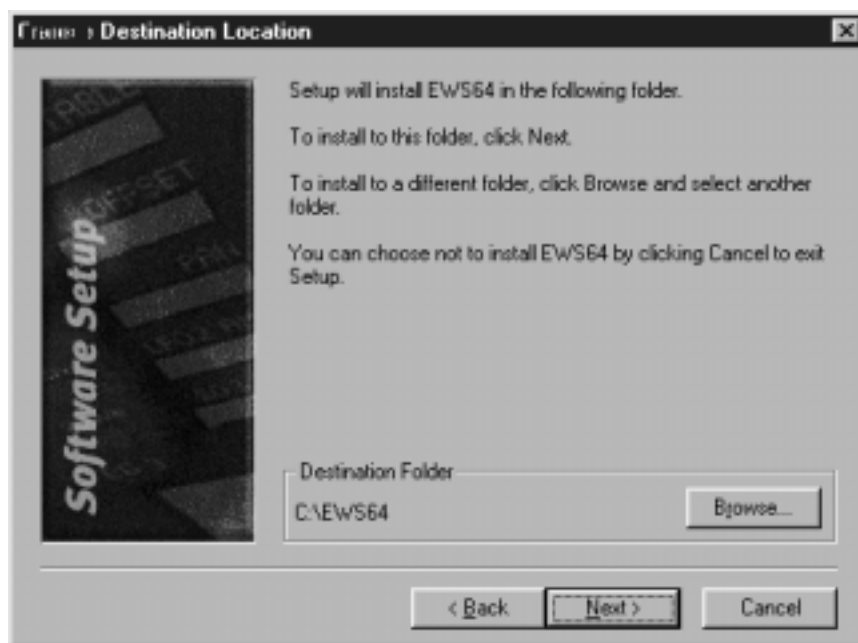 Destination Location
Setup will install EWS64 in the following folder.
To install to this folder, click Next.
To install to a different folder, click Browse and select another
folder.
You can choose not to install EWS64 by clicking Cancel to exit
Setup.
OFFSET
PAN
Software Setup
Destination Folder
C:\EWS64
Browse...
< Back
Next >
Cancel